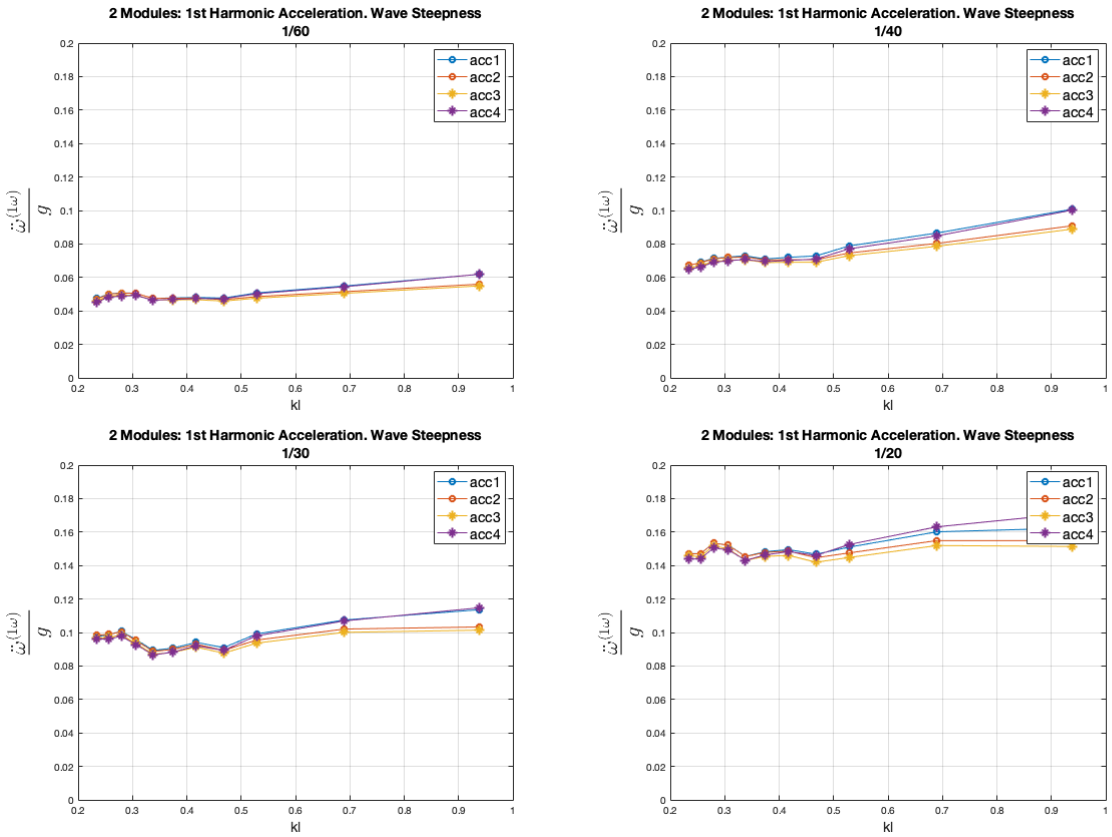 2 Modules: 1st Harmonic Acceleration. Wave Steepness
1/60
0.2
0.18
0.16
0.14
0.12
0.1
0.08
0.06
0.04
0.02
0
ω̈^(1ω)
g
acc1
acc2
acc3
acc4
0.2 0.3 0.4 0.5 0.6 0.7 0.8 0.9 1
kl
2 Modules: 1st Harmonic Acceleration. Wave Steepness
1/40
0.2
0.18
0.16
0.14
0.12
0.1
0.08
0.06
0.04
0.02
0
ω̈^(1ω)
g
acc1
acc2
acc3
acc4
0.2 0.3 0.4 0.5 0.6 0.7 0.8 0.9 1
kl
2 Modules: 1st Harmonic Acceleration. Wave Steepness
1/30
0.2
0.18
0.16
0.14
0.12
0.1
0.08
0.06
0.04
0.02
0
ω̈^(1ω)
g
acc1
acc2
acc3
acc4
0.2 0.3 0.4 0.5 0.6 0.7 0.8 0.9 1
kl
2 Modules: 1st Harmonic Acceleration. Wave Steepness
1/20
0.2
0.18
0.16
0.14
0.12
0.1
0.08
0.06
0.04
0.02
0
ω̈^(1ω)
g
acc1
acc2
acc3
acc4
0.2 0.3 0.4 0.5 0.6 0.7 0.8 0.9 1
kl